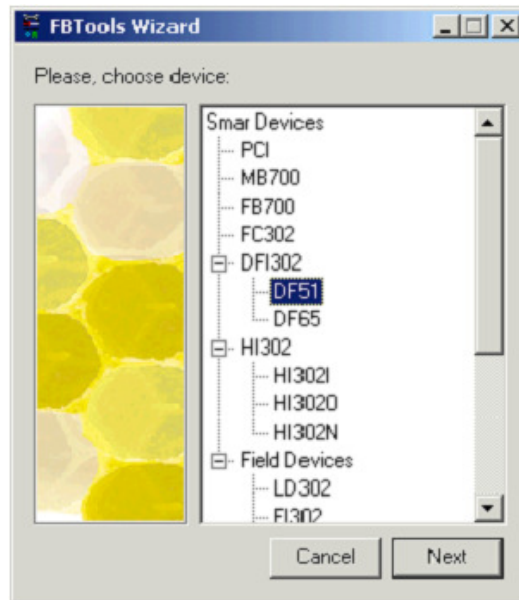 FBTools Wizard
Please, choose device:
Smar Devices
PCI
MB700
FB700
FC302
DFI302
DF51
DF65
HI302
HI302I
HI302O
HI302N
Field Devices
LD302
FI302
Cancel
Next